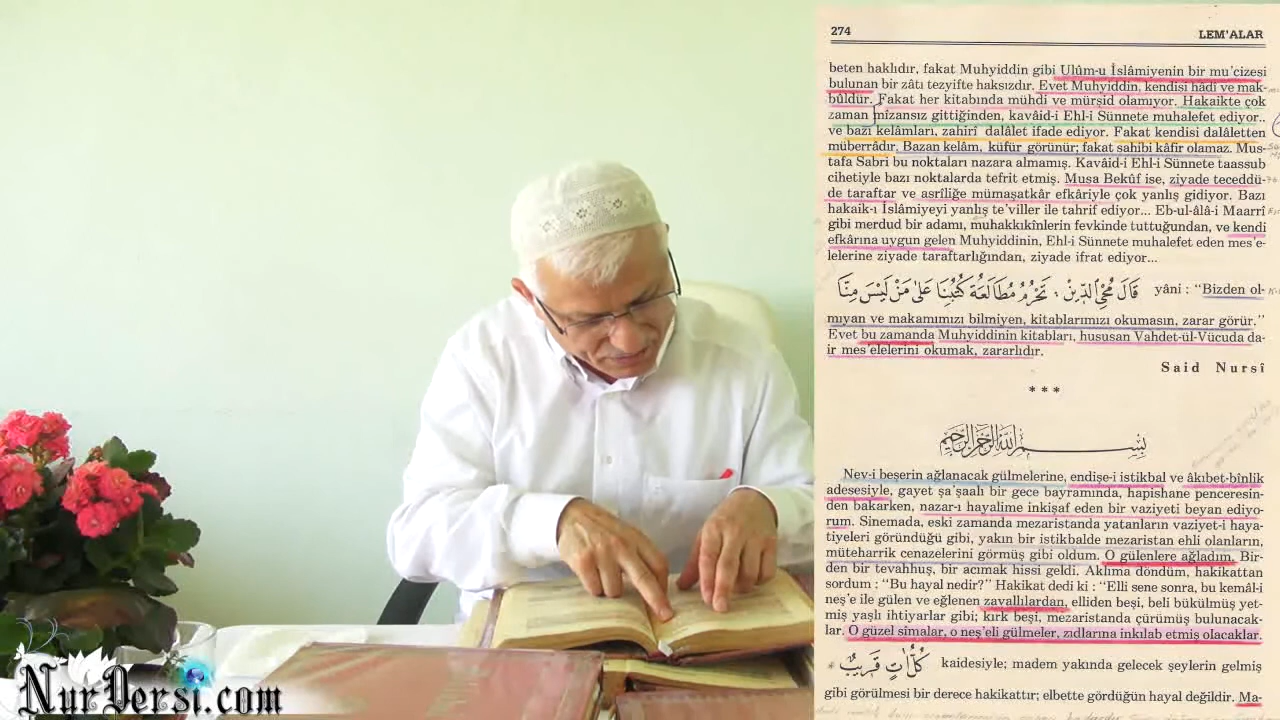 274 LEM'ALAR
beten haklıdır, fakat Muhyiddin gibi Ulûm-u İslâmiyenin bir mu'cizesi
bulunan bir zâtı tezyifte haksızdır. Evet Muhyiddin, kendisi hâdi ve mak-
bûldür. Fakat her kitabında mühdi ve mürşid olamıyor. Hakaikte çok
zaman mizansız gittiğinden, kavâid-i Ehl-i Sünnete muhalefet ediyor..
ve bazı kelâmları, zahirî dalâlet ifade ediyor. Fakat kendisi dalâletten
müberrâdır. Bazan kelâm, küfür görünür; fakat sahibi kâfir olamaz. Mus-
tafa Sabri bu noktaları nazara almamış. Kavâid-i Ehl-i Sünnete taassub
cihetiyle bazı noktalarda tefrit etmiş. Musa Bekûf ise, ziyade teceddü-
de taraftar ve asrîliğe mümaşatkâr efkâriyle çok yanlış gidiyor. Bazı
hakaik-ı İslâmiyeyi yanlış te'viller ile tahrif ediyor... Eb-ul-âlâ-i Maarrî
gibi merdud bir adamı, muhakkıkînlerin fevkinde tuttuğundan, ve kendi
efkârına uygun gelen Muhyiddinin, Ehl-i Sünnete muhalefet eden mes'e-
lelerine ziyade taraftarlığından, ziyade ifrat ediyor...
قَالَ مُحْيِى الدِّينِ : تَحْرُمُ مُطَالَعَةُ كُتُبِنَا عَلَى مَنْ لَيْسَ مِنَّا yâni : "Bizden ol-
mıyan ve makamımızı bilmiyen, kitablarımızı okumasın, zarar görür."
Evet bu zamanda Muhyiddinin kitabları, hususan Vahdet-ül-Vücuda da-
ir mes'elelerini okumak, zararlıdır.
Said Nursî
* * *
بِسْمِ اللّٰهِ الرَّحْمٰنِ الرَّحِيمِ
Nev-i beşerin ağlanacak gülmelerine, endişe-i istikbal ve âkıbet-bînlik
adesesiyle, gayet şa'şaalı bir gece bayramında, hapishane penceresin-
den bakarken, nazar-ı hayalime inkişaf eden bir vaziyeti beyan ediyo-
rum. Sinemada, eski zamanda mezaristanda yatanların vaziyet-i haya-
tiyeleri göründüğü gibi, yakın bir istikbalde mezaristan ehli olanların,
müteharrik cenazelerini görmüş gibi oldum. O gülenlere ağladım. Bir-
den bir tevahhuş, bir acımak hissi geldi. Aklıma döndüm, hakikattan
sordum : "Bu hayal nedir?" Hakikat dedi ki : "Elli sene sonra, bu kemâl-i
neş'e ile gülen ve eğlenen zavallılardan, elliden beşi, beli bükülmüş yet-
miş yaşlı ihtiyarlar gibi; kırk beşi, mezaristanda çürümüş bulunacak-
lar. O güzel simalar, o neş'eli gülmeler, zıdlarına inkılab etmiş olacaklar.
كُلُّ اٰتٍ قَرِيبٌ kaidesiyle; madem yakında gelecek şeylerin gelmiş
gibi görülmesi bir derece hakikattır; elbette gördüğün hayal değildir. Ma-
NurDersi.com